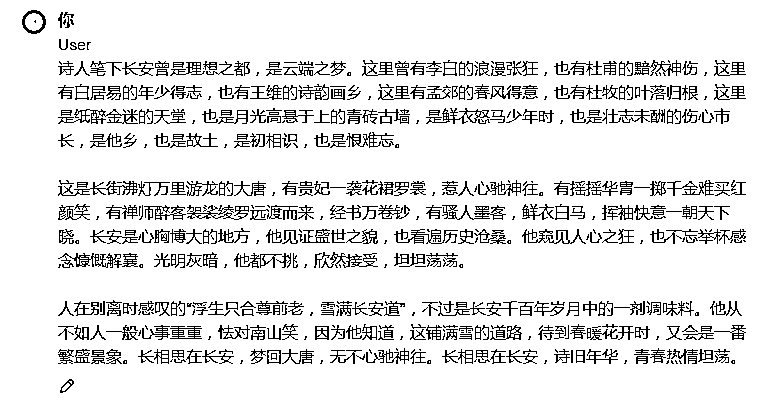 你
User
诗人笔下长安曾是理想之都，是云端之梦。这里曾有李白的浪漫张狂，也有杜甫的黯然神伤，这里
有白居易的年少得志，也有王维的诗韵画乡，这里有孟郊的春风得意，也有杜牧的叶落归根，这里
是纸醉金迷的天堂，也是月光高悬于上的青砖古墙，是鲜衣怒马少年时，也是壮志未酬的伤心市
长，是他乡，也是故土，是初相识，也是恨难忘。
这是长街沸灯万里游龙的大唐，有贵妃一袭花裙罗裳，惹人心驰神往。有摇摇华胄一掷千金难买红
颜笑，有禅师醉客袈裟绫罗远渡而来，经书万卷钞，有骚人墨客，鲜衣白马，挥袖快意一朝天下
晓。长安是心胸博大的地方，他见证盛世之貌，也看遍历史沧桑。他窥见人心之狂，也不忘举杯感
念慷慨解囊。光明灰暗，他都不挑，欣然接受，坦坦荡荡。
人在别离时感叹的“浮生只合尊前老，雪满长安道”，不过是长安千百年岁月中的一剂调味料。他从
不如人一般心事重重，怯对南山笑，因为他知道，这铺满雪的道路，待到春暖花开时，又会是一番
繁盛景象。长相思在长安，梦回大唐，无不心驰神往。长相思在长安，诗旧年华，青春热情坦荡。